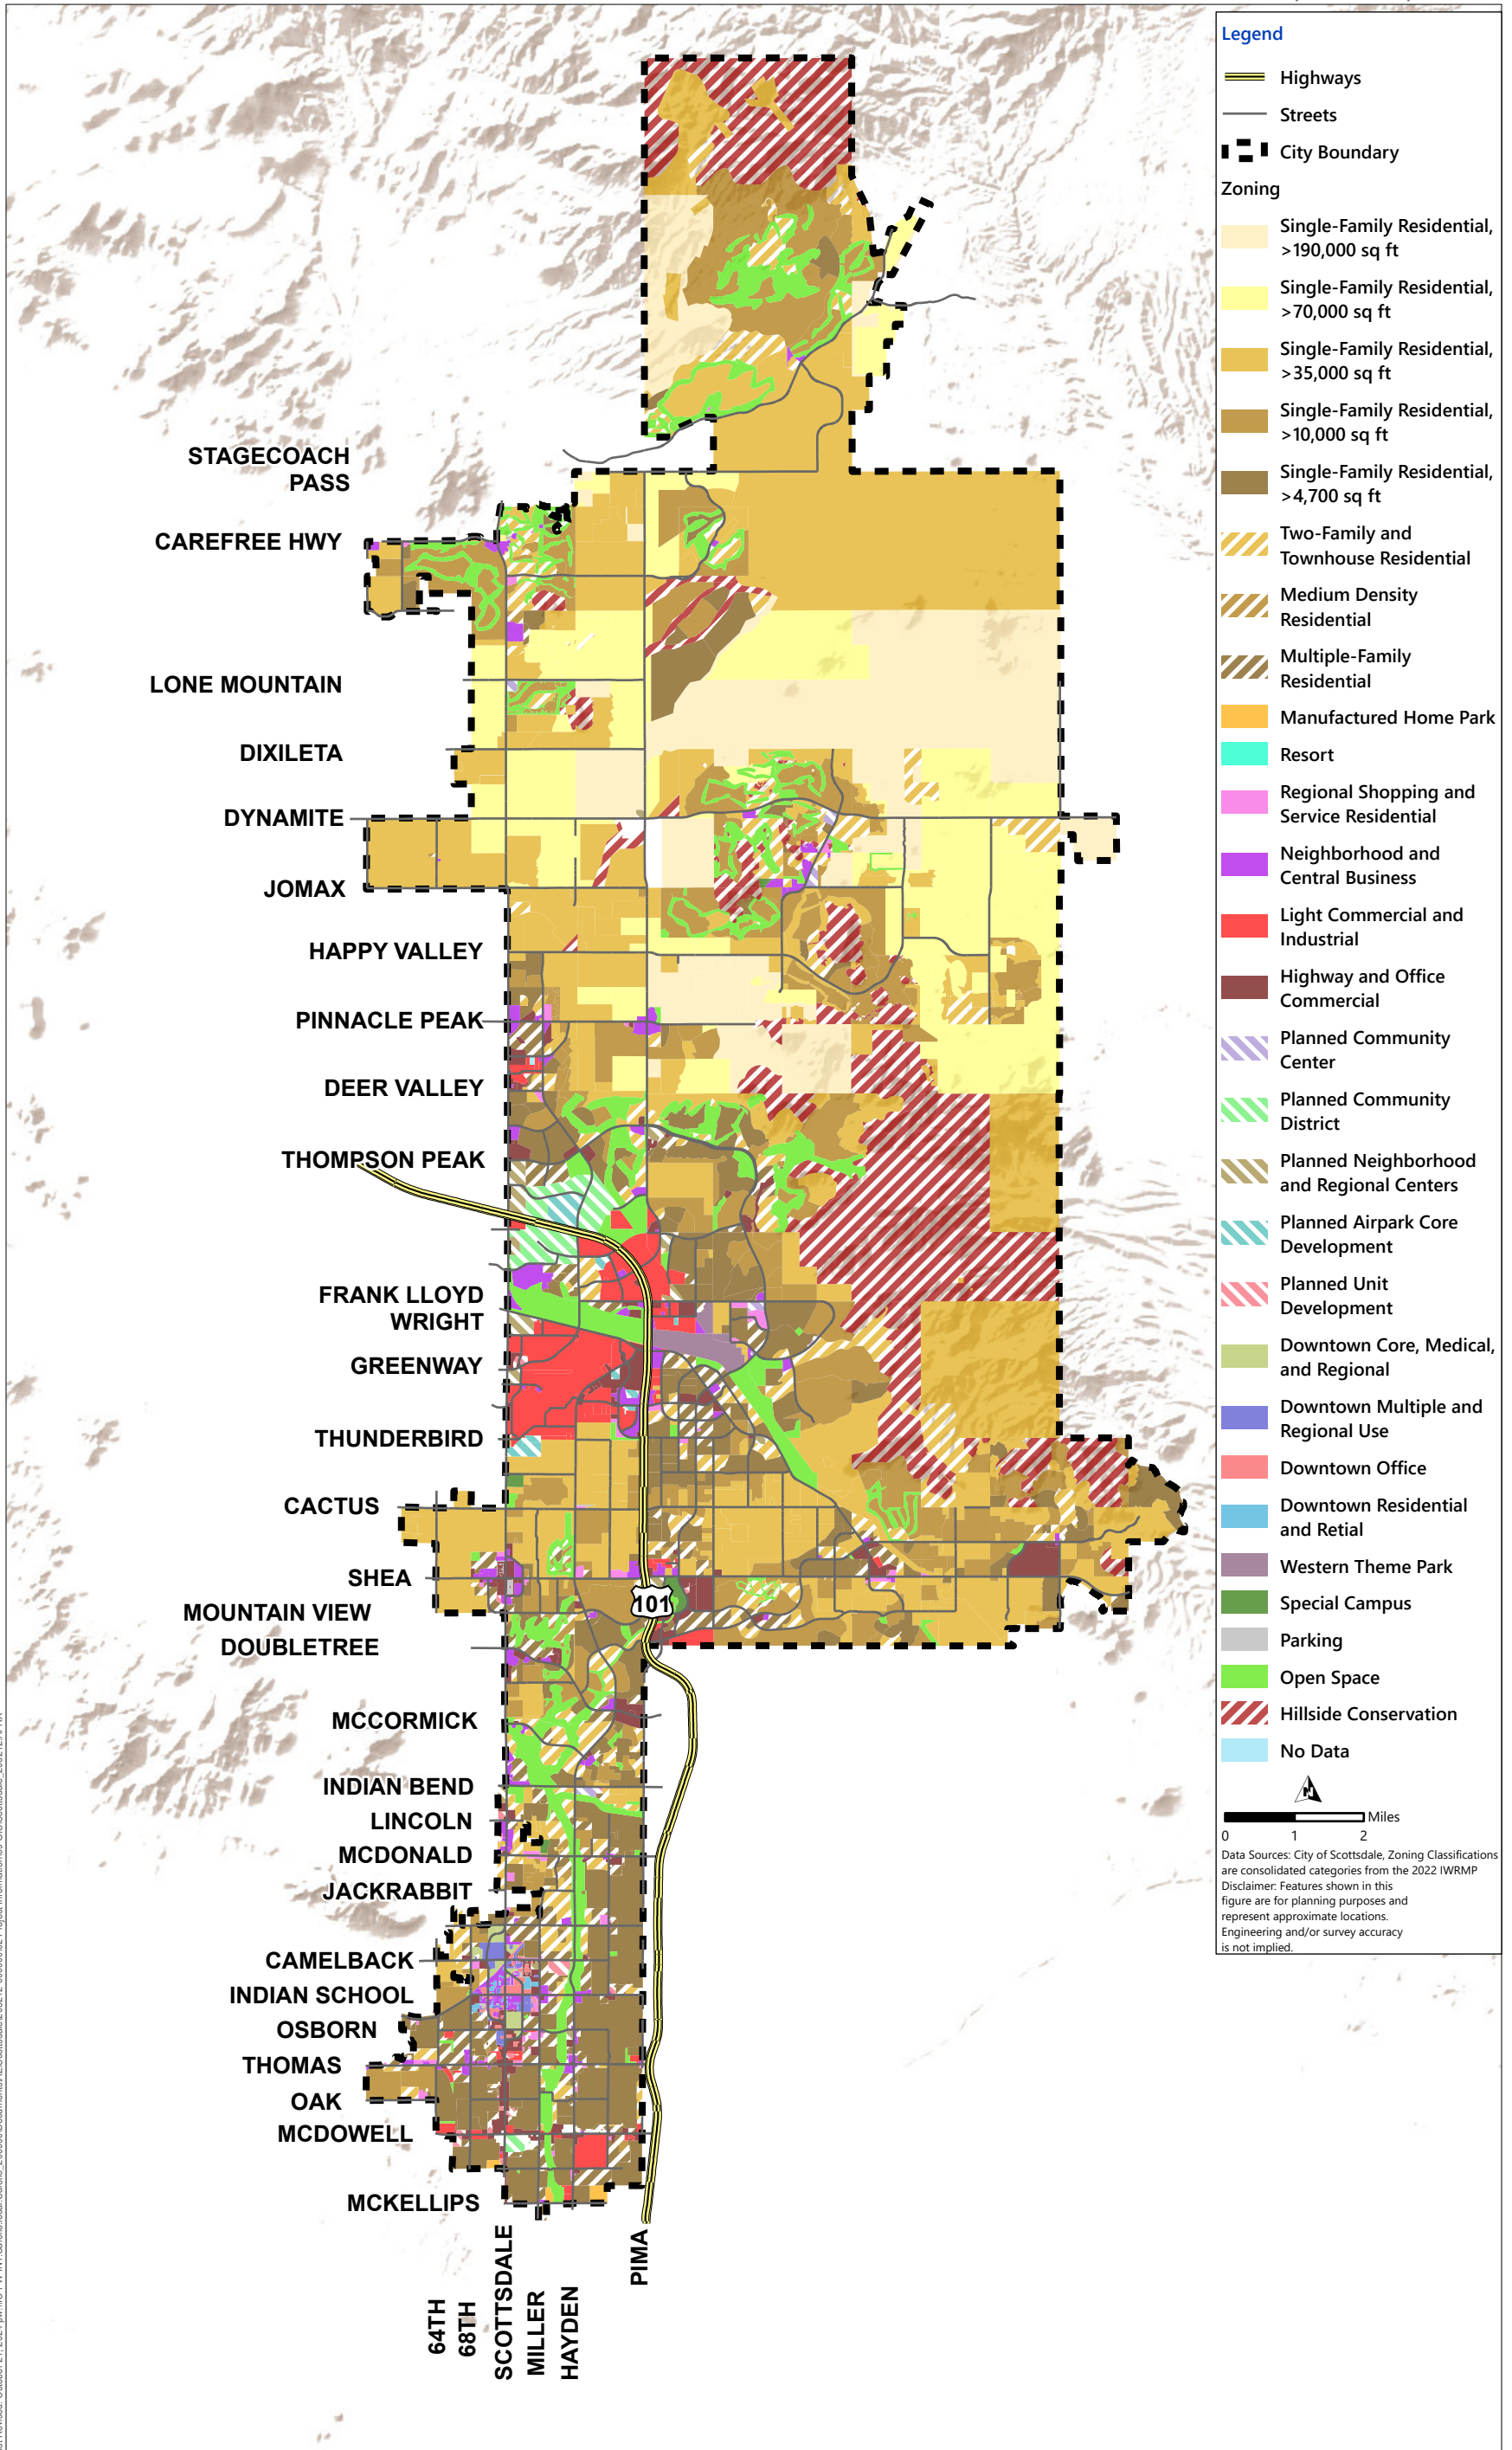 Legend
Highways
Streets
City Boundary
Zoning
Single-Family Residential,
>190,000 sq ft
Single-Family Residential,
>70,000 sq ft
Single-Family Residential,
>35,000 sq ft
Single-Family Residential,
>10,000 sq ft
Single-Family Residential,
>4,700 sq ft
Two-Family and
Townhouse Residential
Medium Density
Residential
Multiple-Family
Residential
Manufactured Home Park
Resort
Regional Shopping and
Service Residential
Neighborhood and
Central Business
Light Commercial and
Industrial
Highway and Office
Commercial
Planned Community
Center
Planned Community
District
Planned Neighborhood
and Regional Centers
Planned Airpark Core
Development
Planned Unit
Development
Downtown Core, Medical,
and Regional
Downtown Multiple and
Regional Use
Downtown Office
Downtown Residential
and Retial
Western Theme Park
Special Campus
Parking
Open Space
Hillside Conservation
No Data
Miles
0 1 2
Data Sources: City of Scottsdale, Zoning Classifications
are consolidated categories from the 2022 IWRMP
Disclaimer: Features shown in this
figure are for planning purposes and
represent approximate locations.
Engineering and/or survey accuracy
is not implied.
STAGECOACH
PASS
CAREFREE HWY
LONE MOUNTAIN
DIXILETA
DYNAMITE
JOMAX
HAPPY VALLEY
PINNACLE PEAK
DEER VALLEY
THOMPSON PEAK
FRANK LLOYD
WRIGHT
GREENWAY
THUNDERBIRD
CACTUS
SHEA
101
MOUNTAIN VIEW
DOUBLETREE
MCCORMICK
INDIAN BEND
LINCOLN
MCDONALD
JACKRABBIT
CAMELBACK
INDIAN SCHOOL
OSBORN
THOMAS
OAK
MCDOWELL
MCKELLIPS
64TH
68TH
SCOTTSDALE
MILLER
HAYDEN
PIMA